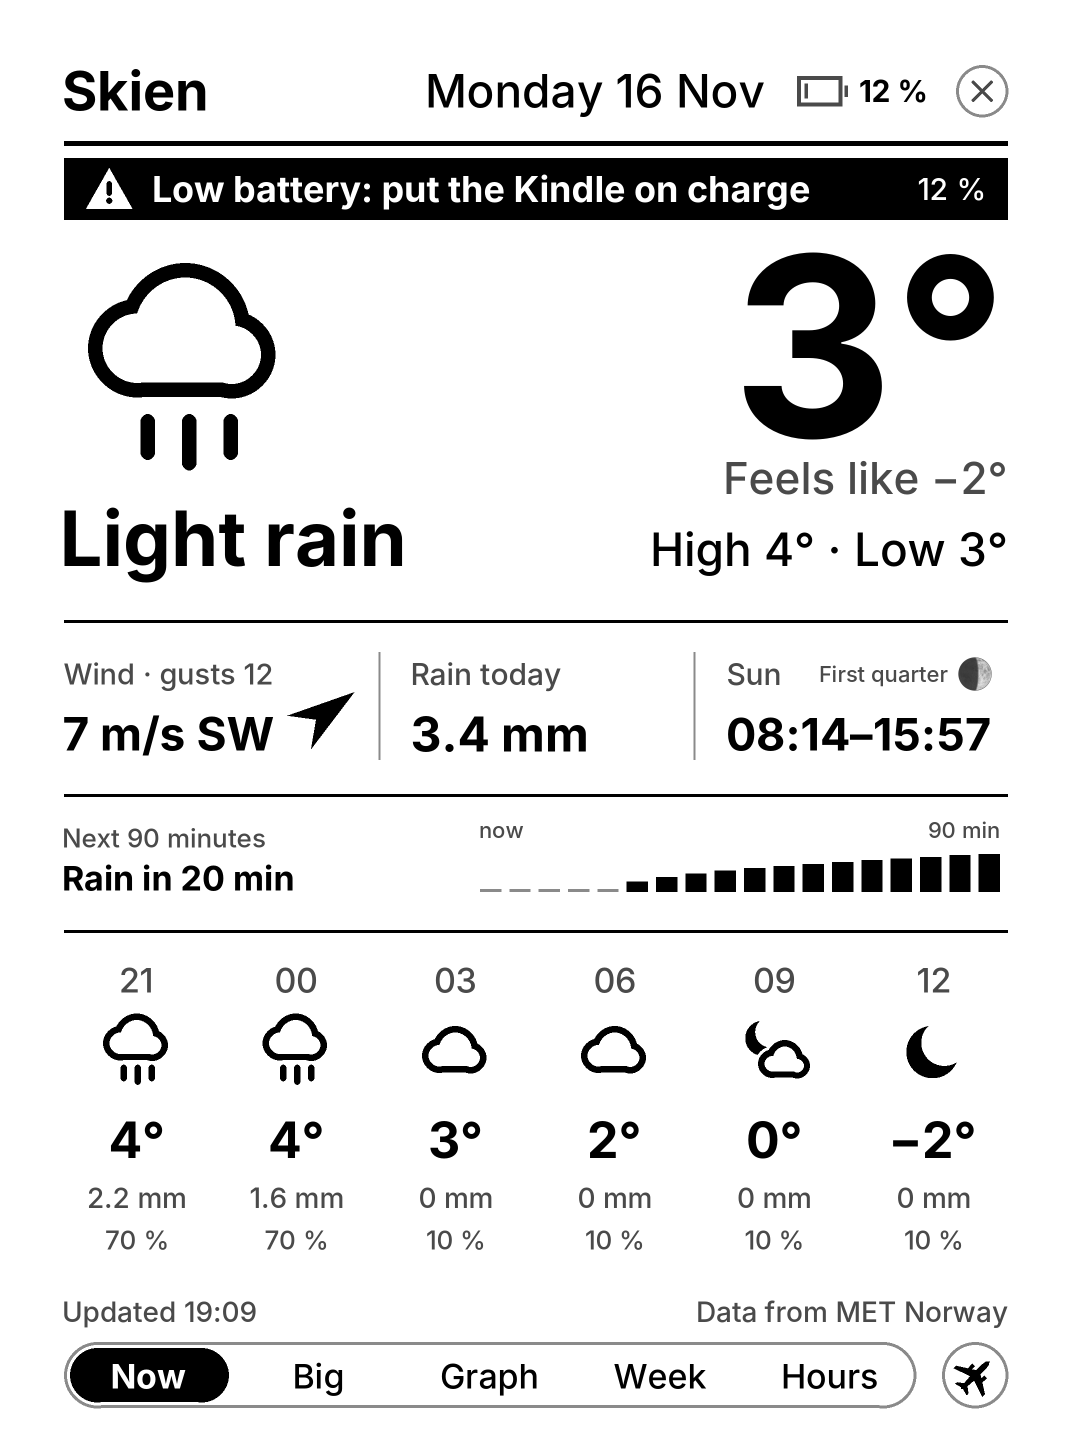 Skien Monday 16 Nov 12 %
Low battery: put the Kindle on charge 12 %
3°
Feels like −2°
Light rain High 4° · Low 3°
Wind · gusts 12 Rain today Sun First quarter
7 m/s SW 3.4 mm 08:14–15:57
Next 90 minutes now 90 min
Rain in 20 min
21 00 03 06 09 12
4° 4° 3° 2° 0° −2°
2.2 mm 1.6 mm 0 mm 0 mm 0 mm 0 mm
70 % 70 % 10 % 10 % 10 % 10 %
Updated 19:09 Data from MET Norway
Now Big Graph Week Hours